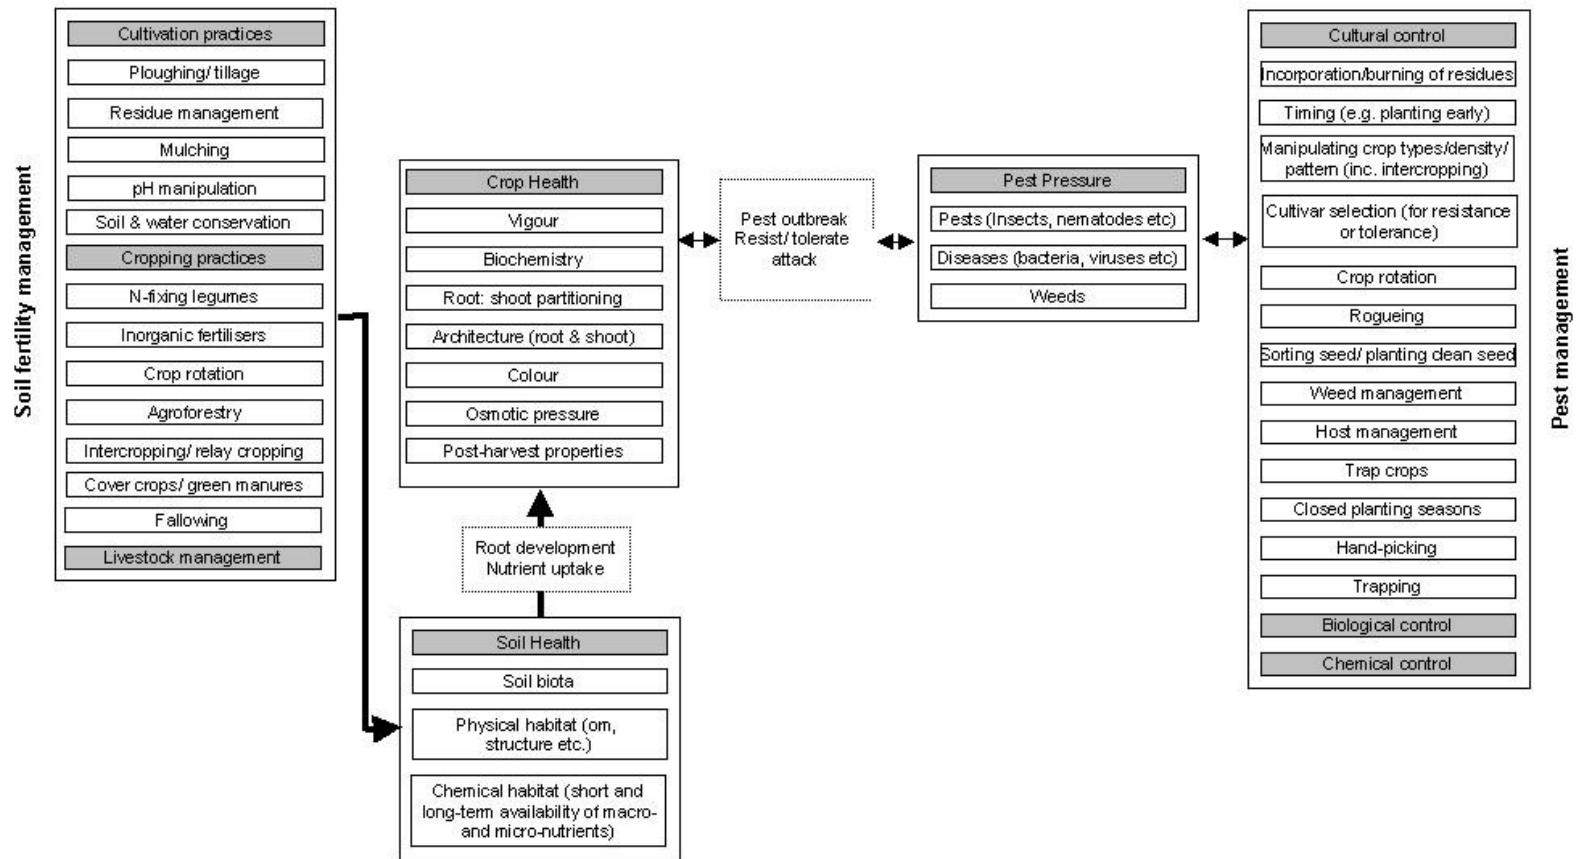 Soil fertility management
Cultivation practices
Ploughing/ tillage
Residue management
Mulching
pH manipulation
Soil & water conservation
Cropping practices
N-fixing legumes
Inorganic fertilisers
Crop rotation
Agroforestry
Intercropping/ relay cropping
Cover crops/ green manures
Fallowing
Livestock management
Crop Health
Vigour
Biochemistry
Root: shoot partitioning
Architecture (root & shoot)
Colour
Osmotic pressure
Post-harvest properties
Root development
Nutrient uptake
Soil Health
Soil biota
Physical habitat (om,
structure etc.)
Chemical habitat (short and
long-term availability of macro-
and micro-nutrients)
Pest outbreak
Resist/ tolerate
attack
Pest Pressure
Pests (Insects, nematodes etc)
Diseases (bacteria, viruses etc)
Weeds
Cultural control
Incorporation/burning of residues
Timing (e.g. planting early)
Manipulating crop types/density/
pattern (inc. intercropping)
Cultivar selection (for resistance
or tolerance)
Crop rotation
Rogueing
Sorting seed/ planting clean seed
Weed management
Host management
Trap crops
Closed planting seasons
Hand-picking
Trapping
Biological control
Chemical control
Pest management